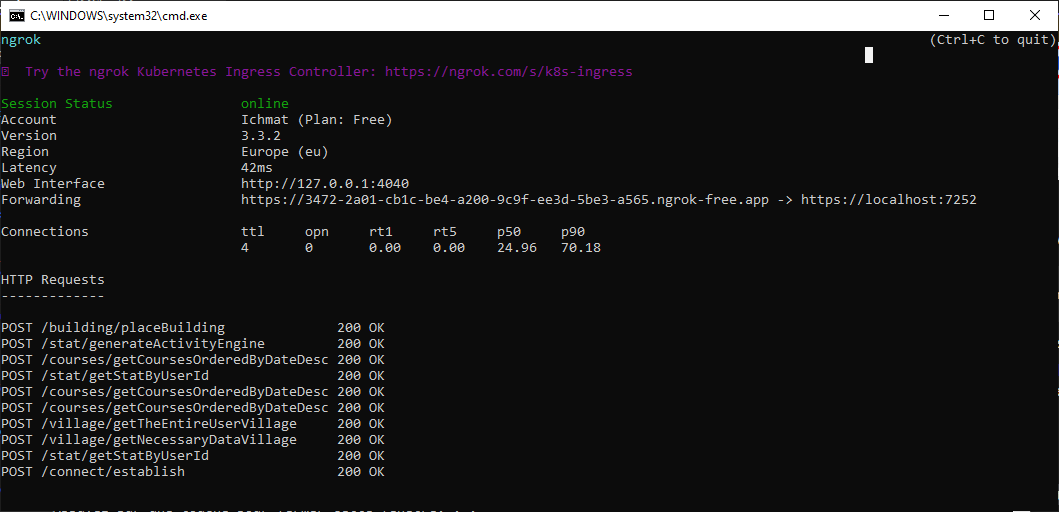 C:\WINDOWS\system32\cmd.exe
ngrok (Ctrl+C to quit)
Try the ngrok Kubernetes Ingress Controller: https://ngrok.com/s/k8s-ingress
Session Status online
Account Ichmat (Plan: Free)
Version 3.3.2
Region Europe (eu)
Latency 42ms
Web Interface http://127.0.0.1:4040
Forwarding https://3472-2a01-cb1c-be4-a200-9c9f-ee3d-5be3-a565.ngrok-free.app -> https://localhost:7252
Connections ttl opn rt1 rt5 p50 p90
4 0 0.00 0.00 24.96 70.18
HTTP Requests
-------------
POST /building/placeBuilding 200 OK
POST /stat/generateActivityEngine 200 OK
POST /courses/getCoursesOrderedByDateDesc 200 OK
POST /stat/getStatByUserId 200 OK
POST /courses/getCoursesOrderedByDateDesc 200 OK
POST /courses/getCoursesOrderedByDateDesc 200 OK
POST /village/getTheEntireUserVillage 200 OK
POST /village/getNecessaryDataVillage 200 OK
POST /stat/getStatByUserId 200 OK
POST /connect/establish 200 OK